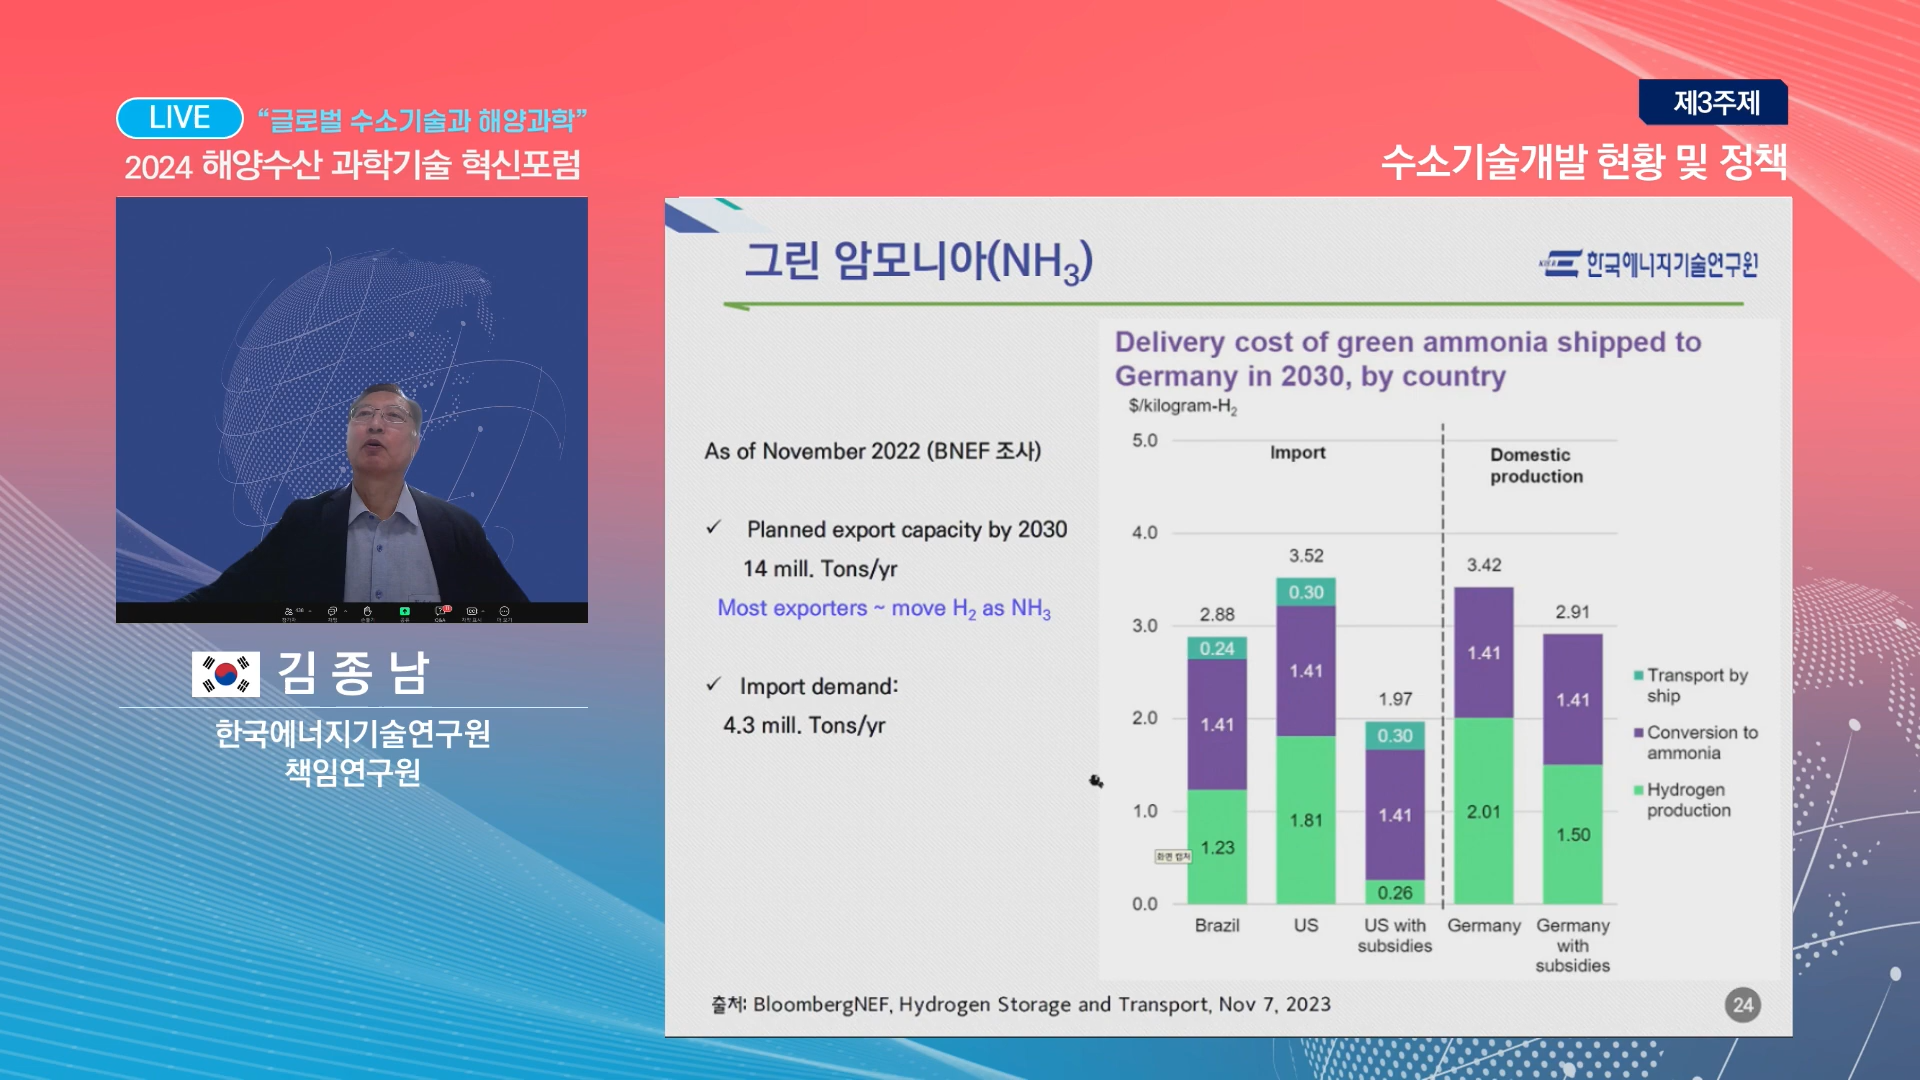 LIVE
“글로벌 수소기술과 해양과학”
2024 해양수산 과학기술 혁신포럼
제3주제
수소기술개발 현황 및 정책
김종남
한국에너지기술연구원
책임연구원
그린 암모니아(NH3)
한국에너지기술연구원
As of November 2022 (BNEF 조사)
✓ Planned export capacity by 2030
14 mill. Tons/yr
Most exporters ~ move H2 as NH3
✓ Import demand:
4.3 mill. Tons/yr
Delivery cost of green ammonia shipped to
Germany in 2030, by country
$/kilogram-H2
5.0
Import
Domestic
production
4.0
3.52
3.42
2.88
2.91
0.30
3.0
0.24
1.41
1.41
1.97
1.41
1.41
2.0
0.30
1.41
1.0
1.23
1.81
0.26
2.01
1.50
0.0
화면 캡처
Brazil
US
US with
subsidies
Germany
Germany
with
subsidies
Transport by
ship
Conversion to
ammonia
Hydrogen
production
출처: BloombergNEF, Hydrogen Storage and Transport, Nov 7, 2023
24